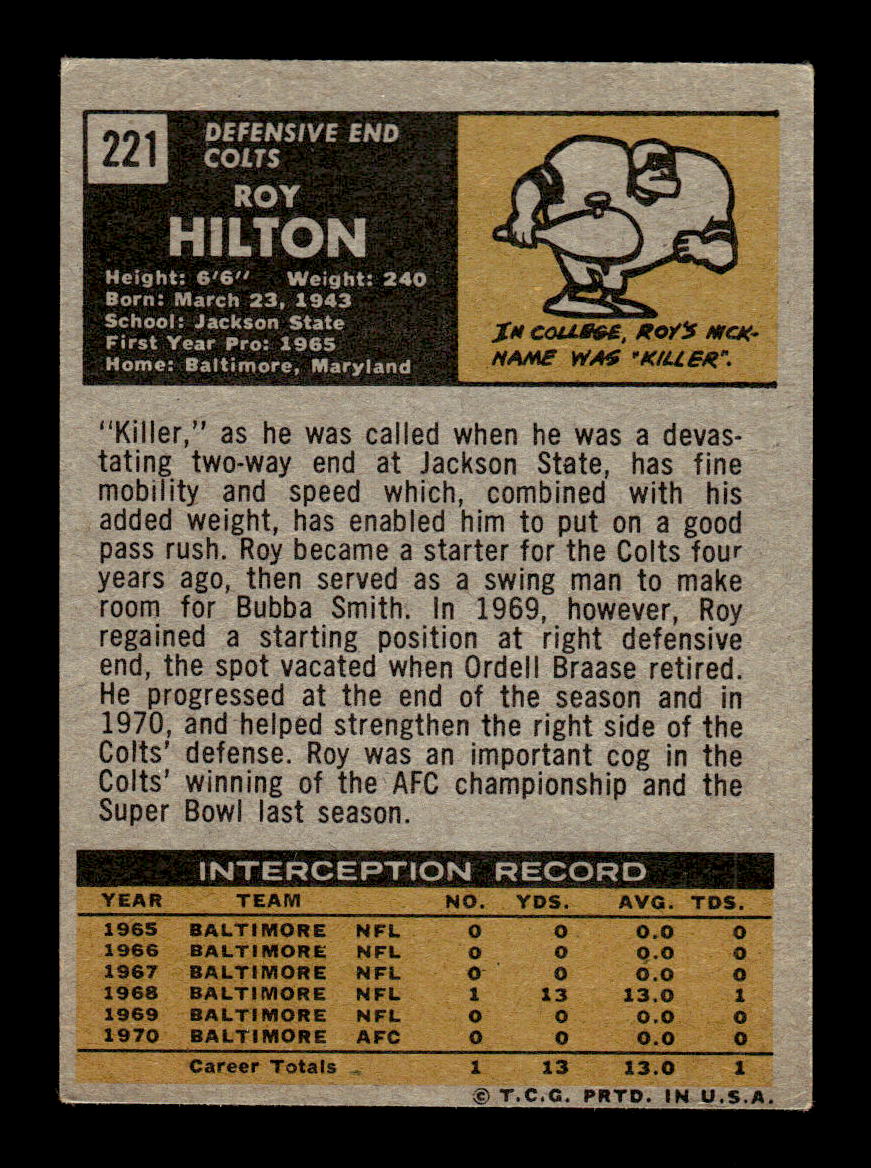 221
DEFENSIVE END
COLTS
ROY
HILTON
Height: 6'6" Weight: 240
Born: March 23, 1943
School: Jackson State
First Year Pro: 1965
Home: Baltimore, Maryland
IN COLLEGE, ROY'S NICK-
NAME WAS "KILLER".
"Killer," as he was called when he was a devas-
tating two-way end at Jackson State, has fine
mobility and speed which, combined with his
added weight, has enabled him to put on a good
pass rush. Roy became a starter for the Colts four
years ago, then served as a swing man to make
room for Bubba Smith. In 1969, however, Roy
regained a starting position at right defensive
end, the spot vacated when Ordell Braase retired.
He progressed at the end of the season and in
1970, and helped strengthen the right side of the
Colts' defense. Roy was an important cog in the
Colts' winning of the AFC championship and the
Super Bowl last season.
INTERCEPTION RECORD
YEAR TEAM NO. YDS. AVG. TDS.
1965 BALTIMORE NFL 0 0 0.0 0
1966 BALTIMORE NFL 0 0 0.0 0
1967 BALTIMORE NFL 0 0 0.0 0
1968 BALTIMORE NFL 1 13 13.0 1
1969 BALTIMORE NFL 0 0 0.0 0
1970 BALTIMORE AFC 0 0 0.0 0
Career Totals 1 13 13.0 1
© T.C.G. PRTD. IN U.S.A.